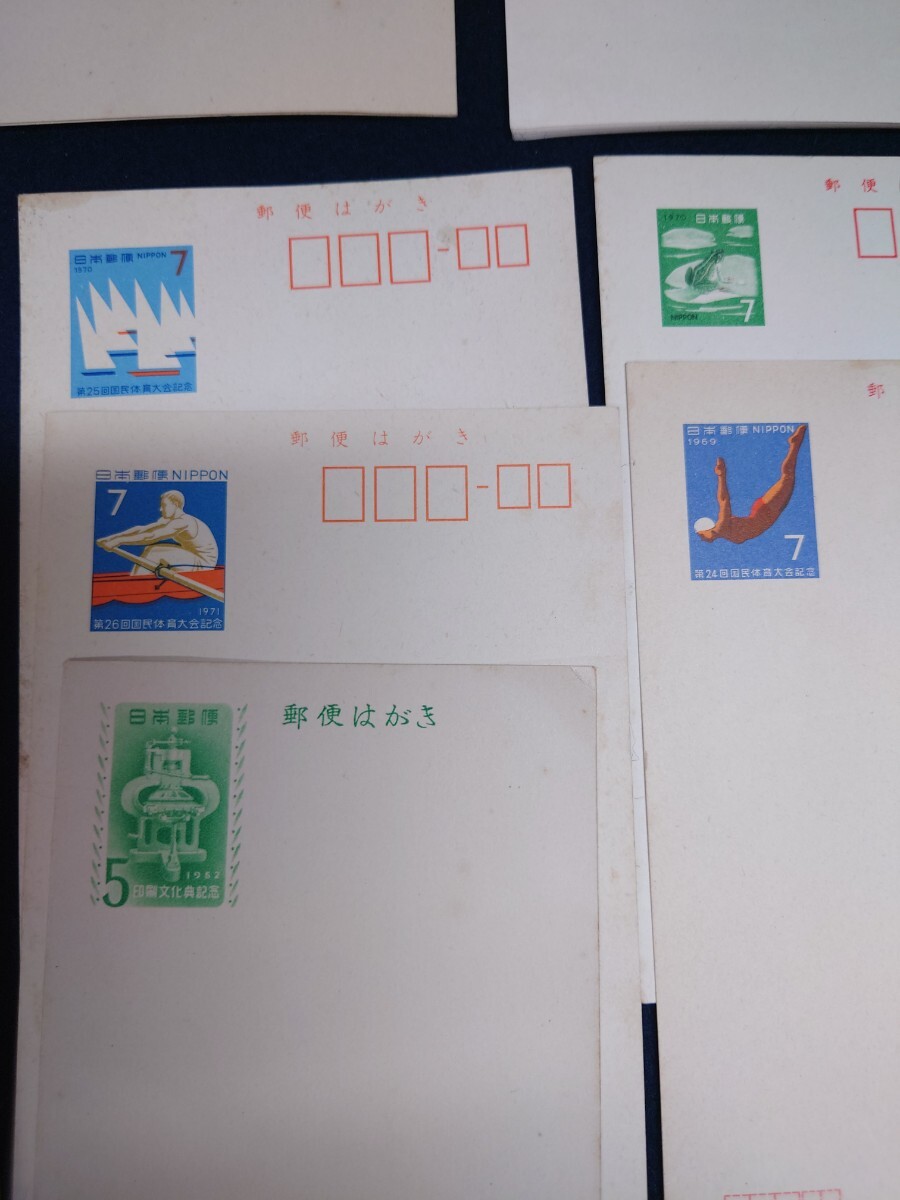 郵便はがき
日本郵便 NIPPON 7
1970
第25回国民体育大会記念
郵便
1970 日本郵便
NIPPON 7
郵便はがき
日本郵便 NIPPON
7
1971
第26回国民体育大会記念
郵
日本郵便 NIPPON
1969
7
第24回国民体育大会記念
郵便はがき
日本郵便
1952
5 印刷文化典記念